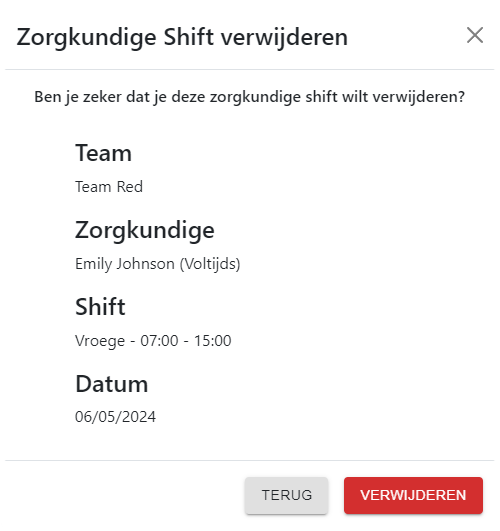 Zorgkundige Shift verwijderen
Ben je zeker dat je deze zorgkundige shift wilt verwijderen?
Team
Team Red
Zorgkundige
Emily Johnson (Voltijds)
Shift
Vroege - 07:00 - 15:00
Datum
06/05/2024
TERUG
VERWIJDEREN